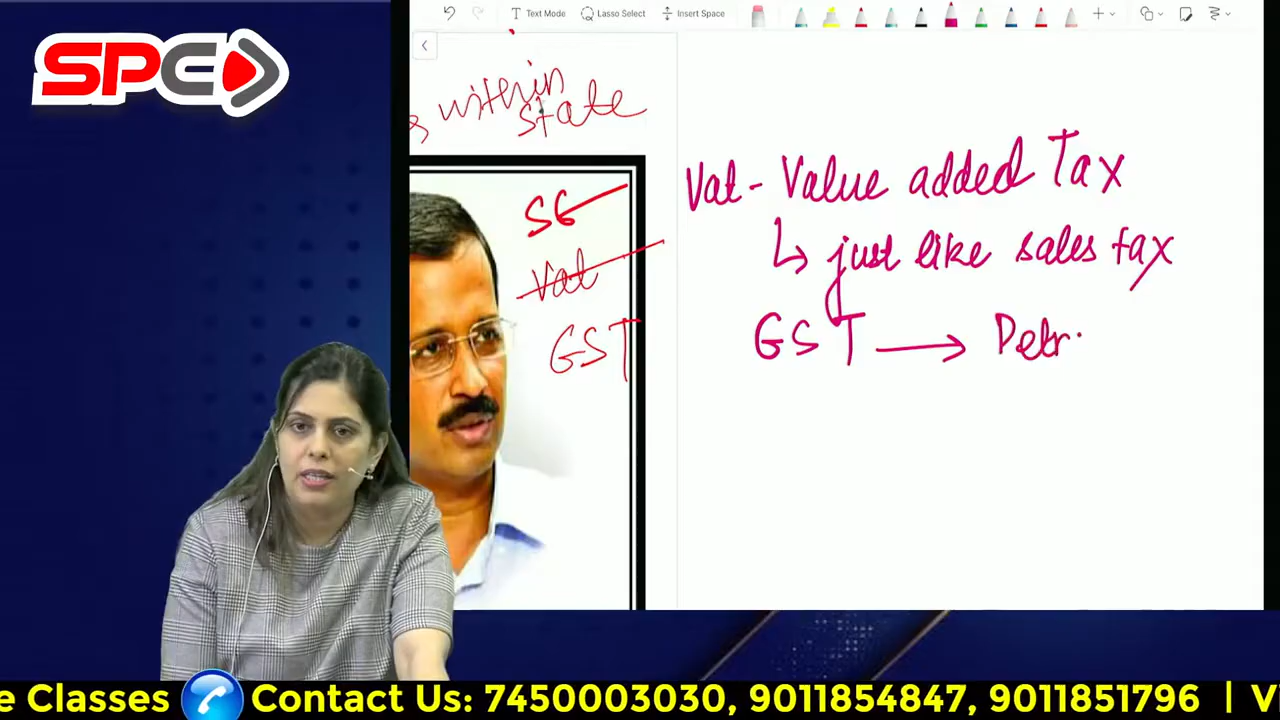 Text Mode Lasso Select Insert Space
SPE
within
state
SG
Vat
GST
Vat - Value added Tax
↳ just like sales tax
GST → Petr.
e Classes Contact Us: 7450003030, 9011854847, 9011851796 | Vi